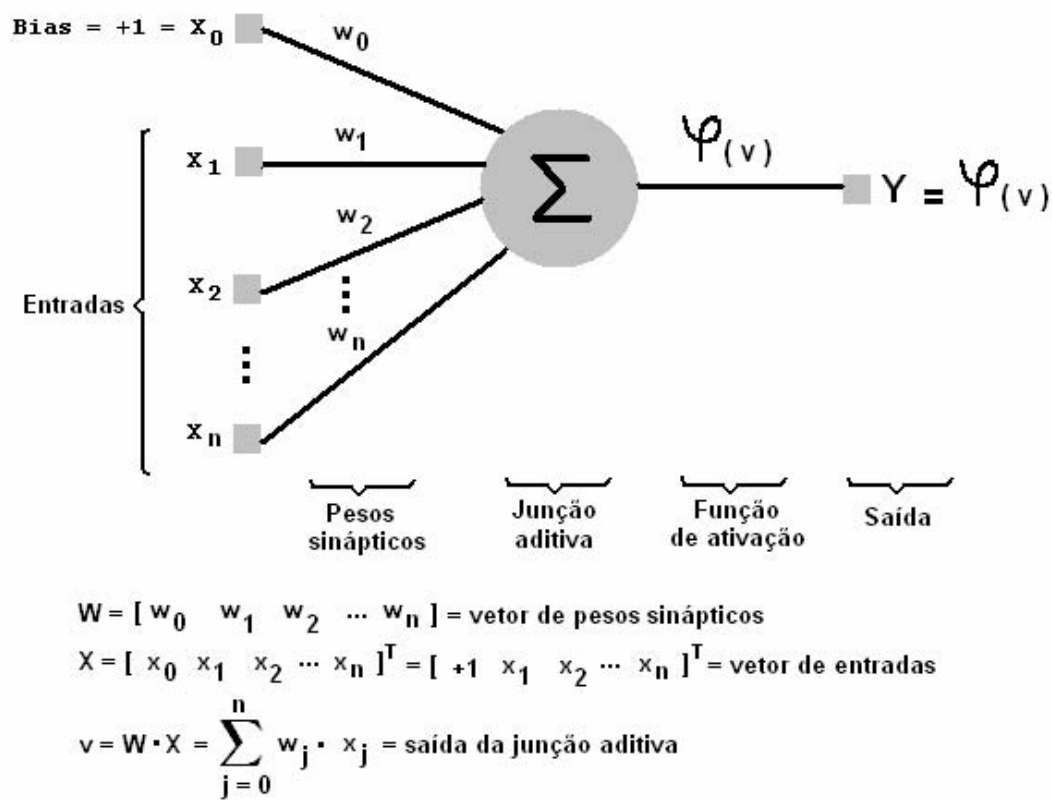 Bias = +1 = X₀
w₀
w₁
x₁
w₂
x₂
⋮
wₙ
⋮
xₙ
Entradas
Σ
φ(v)
Y = φ(v)
Pesos
sinápticos
Junção
aditiva
Função
de ativação
Saída
W = [ w₀ w₁ w₂ ... wₙ ] = vetor de pesos sinápticos
X = [ x₀ x₁ x₂ ... xₙ ]ᵀ = [ +1 x₁ x₂ ... xₙ ]ᵀ = vetor de entradas
n
v = W · X = ∑ wⱼ · xⱼ = saída da junção aditiva
j = 0